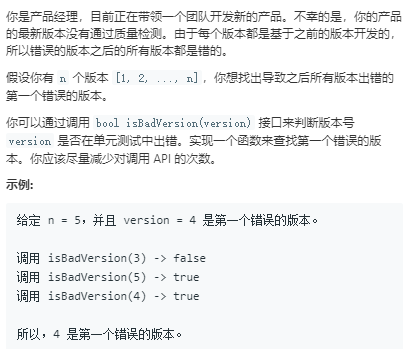 你是产品经理，目前正在带领一个团队开发新的产品。不幸的是，你的产品
的最新版本没有通过质量检测。由于每个版本都是基于之前的版本开发的，
所以错误的版本之后的所有版本都是错的。
假设你有 n 个版本 [1, 2, ..., n]，你想找出导致之后所有版本出错的
第一个错误的版本。
你可以通过调用 bool isBadVersion(version) 接口来判断版本号
version 是否在单元测试中出错。实现一个函数来查找第一个错误的版
本。你应该尽量减少对调用 API 的次数。
示例:
给定 n = 5，并且 version = 4 是第一个错误的版本。
调用 isBadVersion(3) -> false
调用 isBadVersion(5) -> true
调用 isBadVersion(4) -> true
所以，4 是第一个错误的版本。